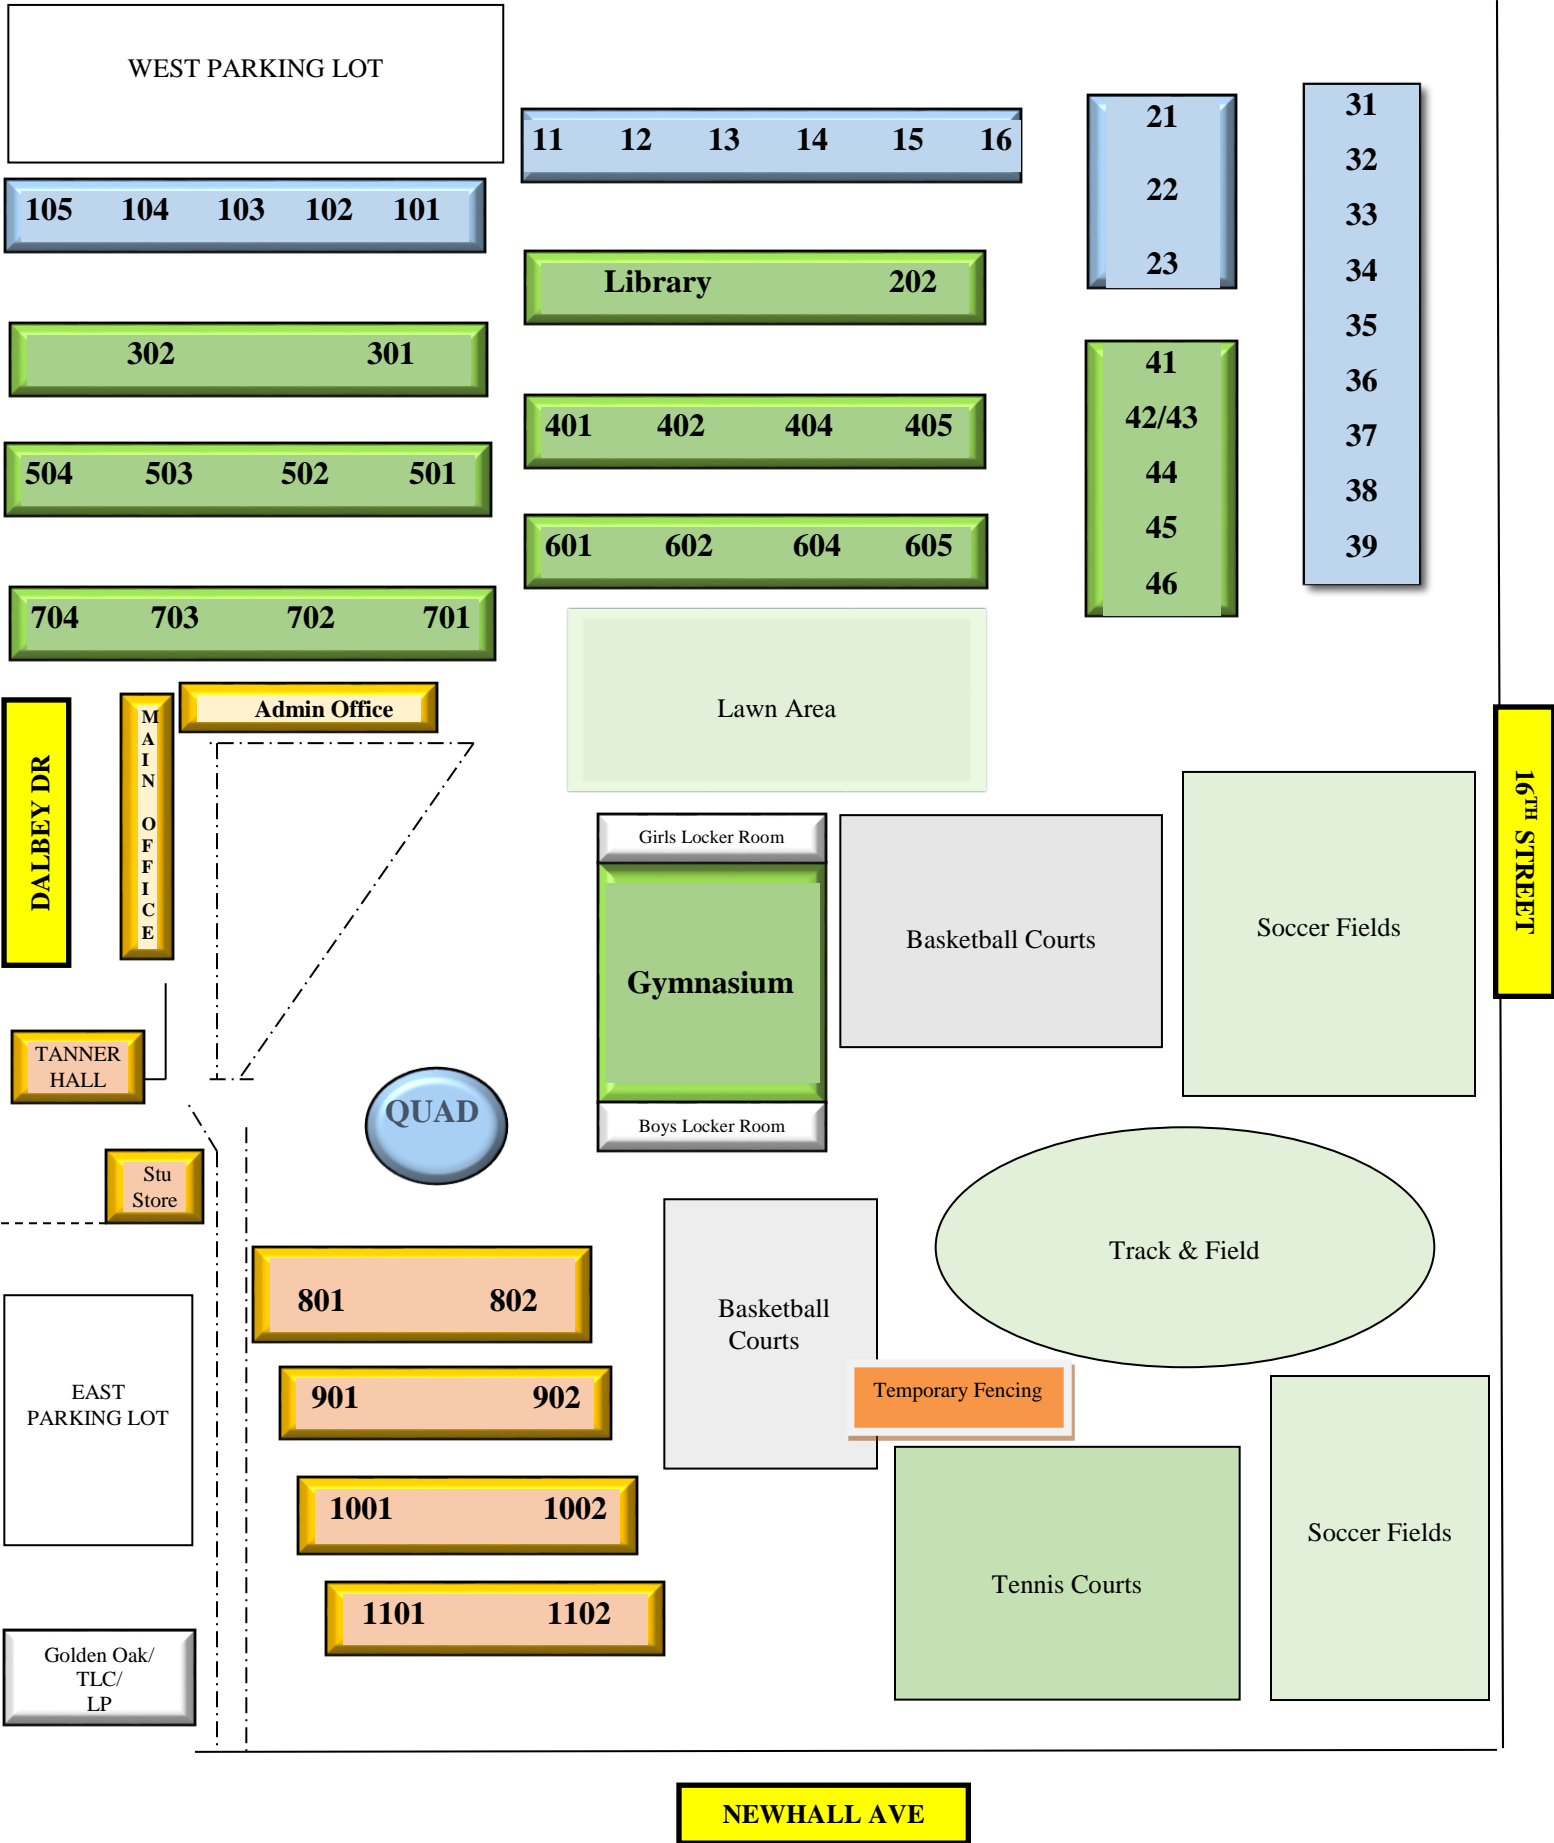 WEST PARKING LOT
11 12 13 14 15 16
105 104 103 102 101
21
22
23
31
32
33
34
35
36
37
38
39
Library 202
302 301
41
42/43
44
45
46
401 402 404 405
504 503 502 501
601 602 604 605
704 703 702 701
Admin Office
MAIN OFFICE
DALBEY DR
Lawn Area
16TH STREET
Girls Locker Room
Gymnasium
Boys Locker Room
Basketball Courts
Soccer Fields
TANNER
HALL
QUAD
Stu
Store
Track & Field
801 802
Basketball
Courts
901 902
Temporary Fencing
EAST
PARKING LOT
1001 1002
Soccer Fields
Tennis Courts
1101 1102
Golden Oak/
TLC/
LP
NEWHALL AVE